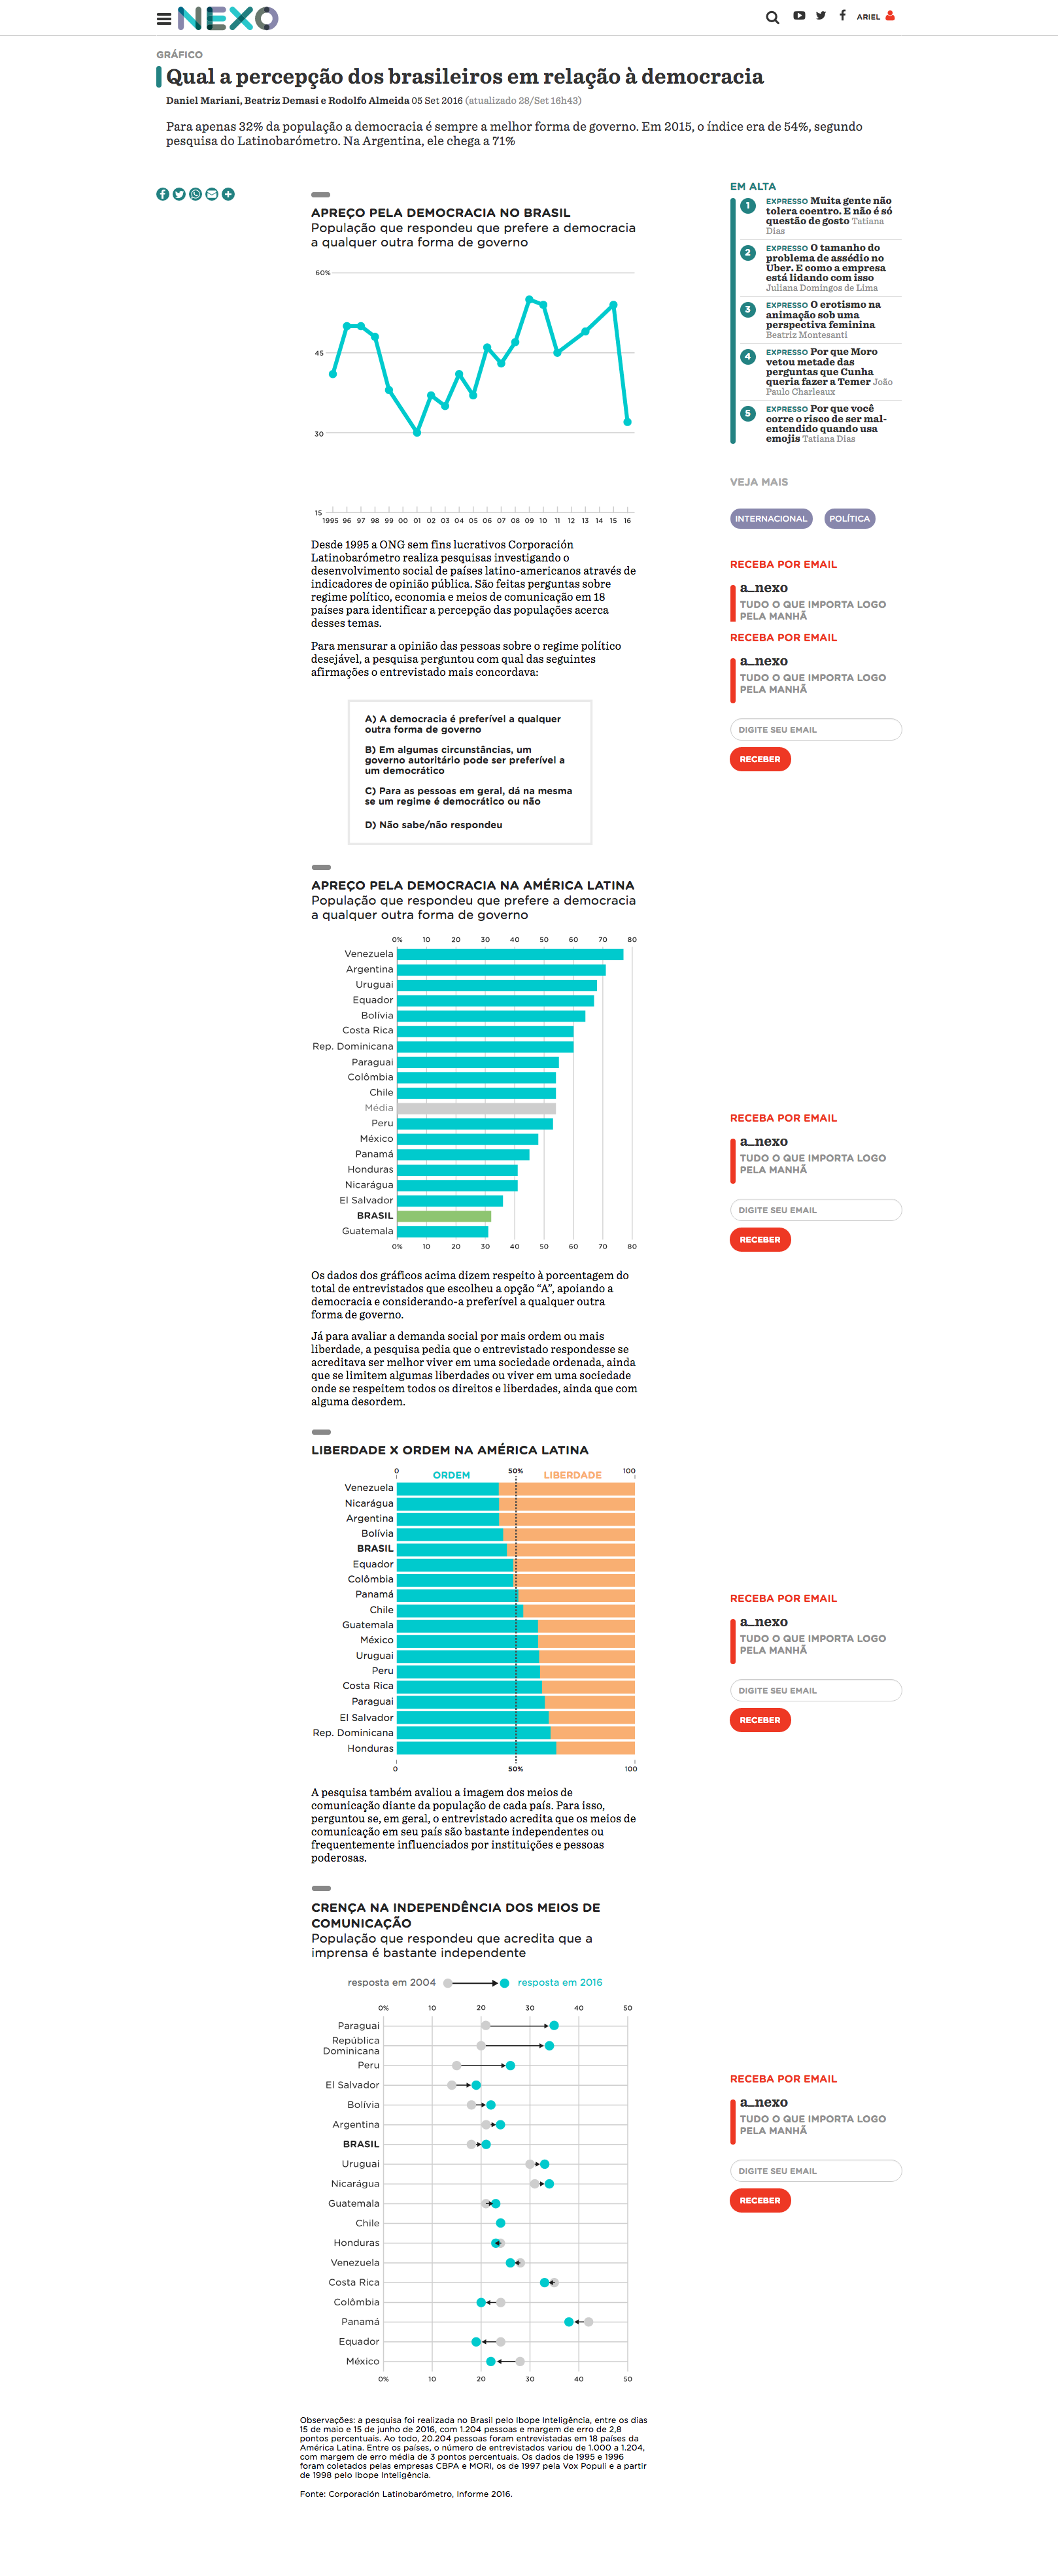 NEXO
ARIEL
GRÁFICO
Qual a percepção dos brasileiros em relação à democracia
Daniel Mariani, Beatriz Demasi e Rodolfo Almeida 05 Set 2016 (atualizado 28/Set 16h43)
Para apenas 32% da população a democracia é sempre a melhor forma de governo. Em 2015, o índice era de 54%, segundo
pesquisa do Latinobarómetro. Na Argentina, ele chega a 71%
APREÇO PELA DEMOCRACIA NO BRASIL
População que respondeu que prefere a democracia
a qualquer outra forma de governo
60%
45
30
15
1995 96 97 98 99 00 01 02 03 04 05 06 07 08 09 10 11 12 13 14 15 16
Desde 1995 a ONG sem fins lucrativos Corporación
Latinobarómetro realiza pesquisas investigando o
desenvolvimento social de países latino-americanos através de
indicadores de opinião pública. São feitas perguntas sobre
regime político, economia e meios de comunicação em 18
países para identificar a percepção das populações acerca
desses temas.
Para mensurar a opinião das pessoas sobre o regime político
desejável, a pesquisa perguntou com qual das seguintes
afirmações o entrevistado mais concordava:
A) A democracia é preferível a qualquer
outra forma de governo
B) Em algumas circunstâncias, um
governo autoritário pode ser preferível a
um democrático
C) Para as pessoas em geral, dá na mesma
se um regime é democrático ou não
D) Não sabe/não respondeu
APREÇO PELA DEMOCRACIA NA AMÉRICA LATINA
População que respondeu que prefere a democracia
a qualquer outra forma de governo
0% 10 20 30 40 50 60 70 80
Venezuela
Argentina
Uruguai
Equador
Bolívia
Costa Rica
Rep. Dominicana
Paraguai
Colômbia
Chile
Média
Peru
México
Panamá
Honduras
Nicarágua
El Salvador
BRASIL
Guatemala
0% 10 20 30 40 50 60 70 80
Os dados dos gráficos acima dizem respeito à porcentagem do
total de entrevistados que escolheu a opção “A”, apoiando a
democracia e considerando-a preferível a qualquer outra
forma de governo.
Já para avaliar a demanda social por mais ordem ou mais
liberdade, a pesquisa pedia que o entrevistado respondesse se
acreditava ser melhor viver em uma sociedade ordenada, ainda
que se limitem algumas liberdades ou viver em uma sociedade
onde se respeitem todos os direitos e liberdades, ainda que com
alguma desordem.
LIBERDADE X ORDEM NA AMÉRICA LATINA
0 50% 100
ORDEM LIBERDADE
Venezuela
Nicarágua
Argentina
Bolívia
BRASIL
Equador
Colômbia
Panamá
Chile
Guatemala
México
Uruguai
Peru
Costa Rica
Paraguai
El Salvador
Rep. Dominicana
Honduras
0 50% 100
A pesquisa também avaliou a imagem dos meios de
comunicação diante da população de cada país. Para isso,
perguntou se, em geral, o entrevistado acredita que os meios de
comunicação em seu país são bastante independentes ou
frequentemente influenciados por instituições e pessoas
poderosas.
CRENÇA NA INDEPENDÊNCIA DOS MEIOS DE
COMUNICAÇÃO
População que respondeu que acredita que a
imprensa é bastante independente
resposta em 2004 resposta em 2016
0% 10 20 30 40 50
Paraguai
República
Dominicana
Peru
El Salvador
Bolívia
Argentina
BRASIL
Uruguai
Nicarágua
Guatemala
Chile
Honduras
Venezuela
Costa Rica
Colômbia
Panamá
Equador
México
0% 10 20 30 40 50
Observações: a pesquisa foi realizada no Brasil pelo Ibope Inteligência, entre os dias
15 de maio e 15 de junho de 2016, com 1.204 pessoas e margem de erro de 2,8
pontos percentuais. Ao todo, 20.204 pessoas foram entrevistadas em 18 países da
América Latina. Entre os países, o número de entrevistados variou de 1.000 a 1.204,
com margem de erro média de 3 pontos percentuais. Os dados de 1995 e 1996
foram coletados pelas empresas CBPA e MORI, os de 1997 pela Vox Populi e a partir
de 1998 pelo Ibope Inteligência.
Fonte: Corporación Latinobarómetro, Informe 2016.
EM ALTA
1 EXPRESSO Muita gente não
tolera coentro. E não é só
questão de gosto Tatiana
Dias
2 EXPRESSO O tamanho do
problema de assédio no
Uber. E como a empresa
está lidando com isso
Juliana Domingos de Lima
3 EXPRESSO O erotismo na
animação sob uma
perspectiva feminina
Beatriz Montesanti
4 EXPRESSO Por que Moro
vetou metade das
perguntas que Cunha
queria fazer a Temer João
Paulo Charleaux
5 EXPRESSO Por que você
corre o risco de ser mal-
entendido quando usa
emojis Tatiana Dias
VEJA MAIS
INTERNACIONAL POLÍTICA
RECEBA POR EMAIL
a_nexo
TUDO O QUE IMPORTA LOGO
PELA MANHÃ
RECEBA POR EMAIL
a_nexo
TUDO O QUE IMPORTA LOGO
PELA MANHÃ
DIGITE SEU EMAIL
RECEBER
RECEBA POR EMAIL
a_nexo
TUDO O QUE IMPORTA LOGO
PELA MANHÃ
DIGITE SEU EMAIL
RECEBER
RECEBA POR EMAIL
a_nexo
TUDO O QUE IMPORTA LOGO
PELA MANHÃ
DIGITE SEU EMAIL
RECEBER
RECEBA POR EMAIL
a_nexo
TUDO O QUE IMPORTA LOGO
PELA MANHÃ
DIGITE SEU EMAIL
RECEBER